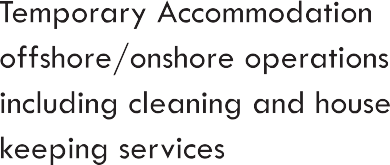 Temporary Accommodation
offshore/onshore operations
including cleaning and house
keeping services